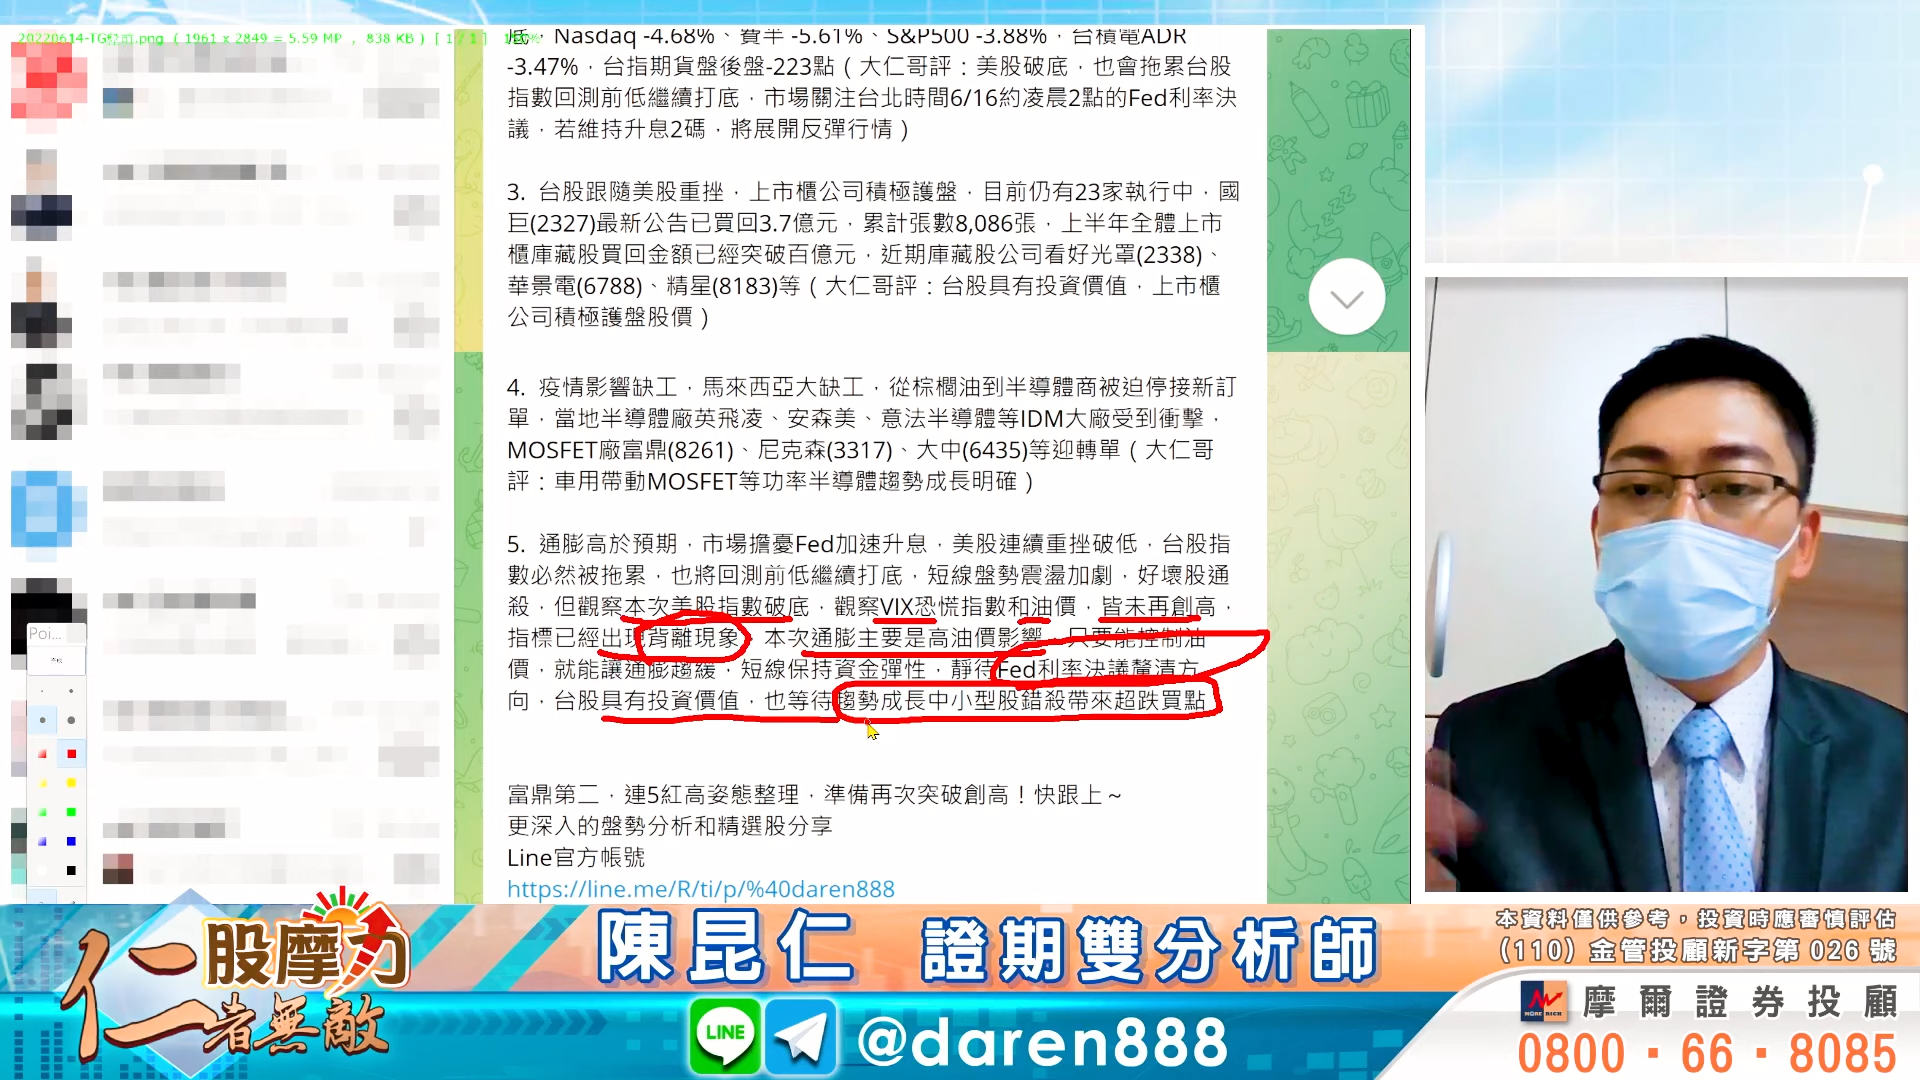 20220614-TG說明.png ( 1961 x 2849 = 5.59 MP , 838 KB ) [ 1 / 1 ]
底，Nasdaq -4.68%、費半 -5.61%、S&P500 -3.88%，台積電ADR
-3.47%，台指期貨盤後盤-223點（大仁哥評：美股破底，也會拖累台股
指數回測前低繼續打底，市場關注台北時間6/16約凌晨2點的Fed利率決
議，若維持升息2碼，將展開反彈行情）
3. 台股跟隨美股重挫，上市櫃公司積極護盤，目前仍有23家執行中，國
巨(2327)最新公告已買回3.7億元，累計張數8,086張，上半年全體上市
櫃庫藏股買回金額已經突破百億元，近期庫藏股公司看好光罩(2338)、
華景電(6788)、精星(8183)等（大仁哥評：台股具有投資價值，上市櫃
公司積極護盤股價）
4. 疫情影響缺工，馬來西亞大缺工，從棕櫚油到半導體商被迫停接新訂
單，當地半導體廠英飛凌、安森美、意法半導體等IDM大廠受到衝擊，
MOSFET廠富鼎(8261)、尼克森(3317)、大中(6435)等迎轉單（大仁哥
評：車用帶動MOSFET等功率半導體趨勢成長明確）
5. 通膨高於預期，市場擔憂Fed加速升息，美股連續重挫破低，台股指
數必然被拖累，也將回測前低繼續打底，短線盤勢震盪加劇，好壞股通
殺，但觀察本次美股指數破底，觀察VIX恐慌指數和油價，皆未再創高，
指標已經出現背離現象，本次通膨主要是高油價影響，只要能控制油
價，就能讓通膨趨緩，短線保持資金彈性，靜待Fed利率決議釐清方
向，台股具有投資價值，也等待趨勢成長中小型股錯殺帶來超跌買點
富鼎第二，連5紅高姿態整理，準備再次突破創高！快跟上～
更深入的盤勢分析和精選股分享
Line官方帳號
https://line.me/R/ti/p/%40daren888
Poi...
股摩力
仁者無敵
陳昆仁 證期雙分析師
LINE
@daren888
本資料僅供參考，投資時應審慎評估
(110) 金管投顧新字第 026 號
MORE RICH
摩爾證券投顧
0800·66·8085